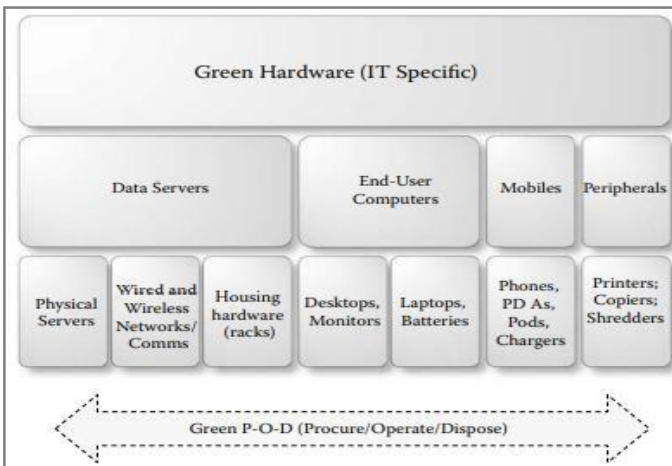 Green Hardware (IT Specific)
Data Servers
End-User
Computers
Mobiles
Peripherals
Physical
Servers
Wired and
Wireless
Networks/
Comms
Housing
hardware
(racks)
Desktops,
Monitors
Laptops,
Batteries
Phones,
PD As,
Pods,
Chargers
Printers;
Copiers;
Shredders
Green P-O-D (Procure/Operate/Dispose)